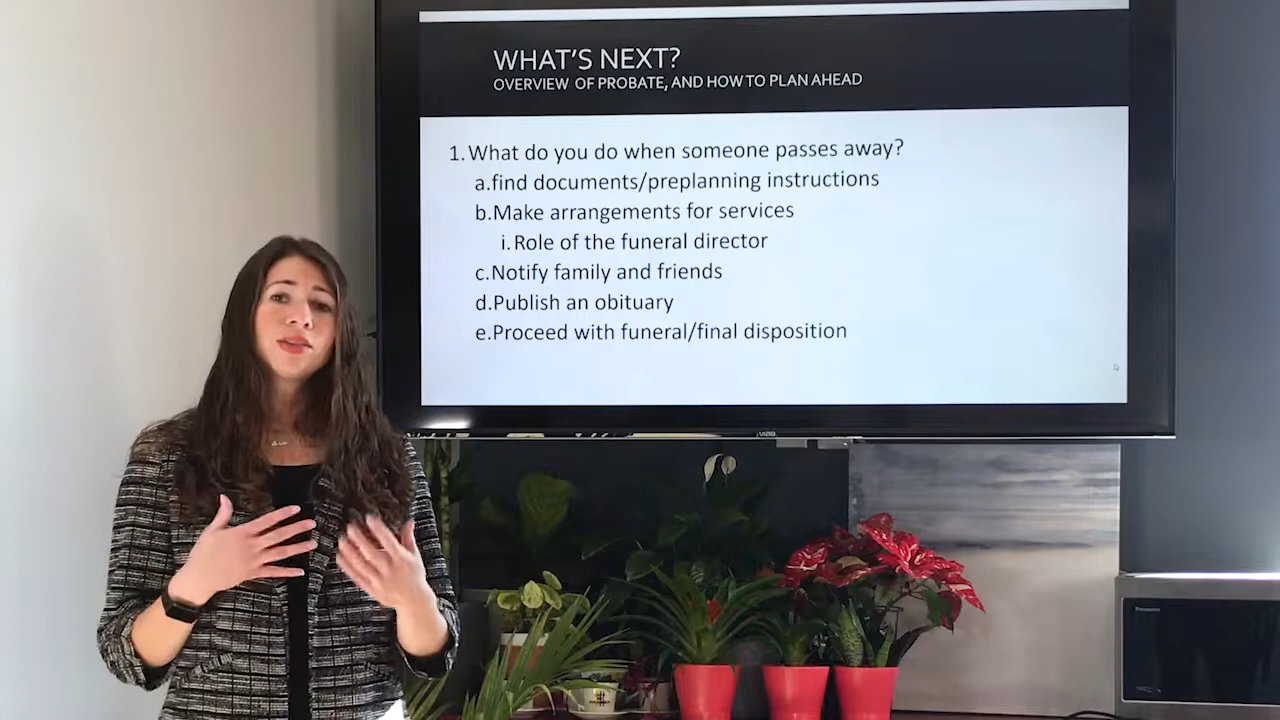 WHAT'S NEXT?
OVERVIEW OF PROBATE, AND HOW TO PLAN AHEAD
1. What do you do when someone passes away?
a.find documents/preplanning instructions
b.Make arrangements for services
i. Role of the funeral director
c.Notify family and friends
d.Publish an obituary
e.Proceed with funeral/final disposition
VIZIO
Panasonic